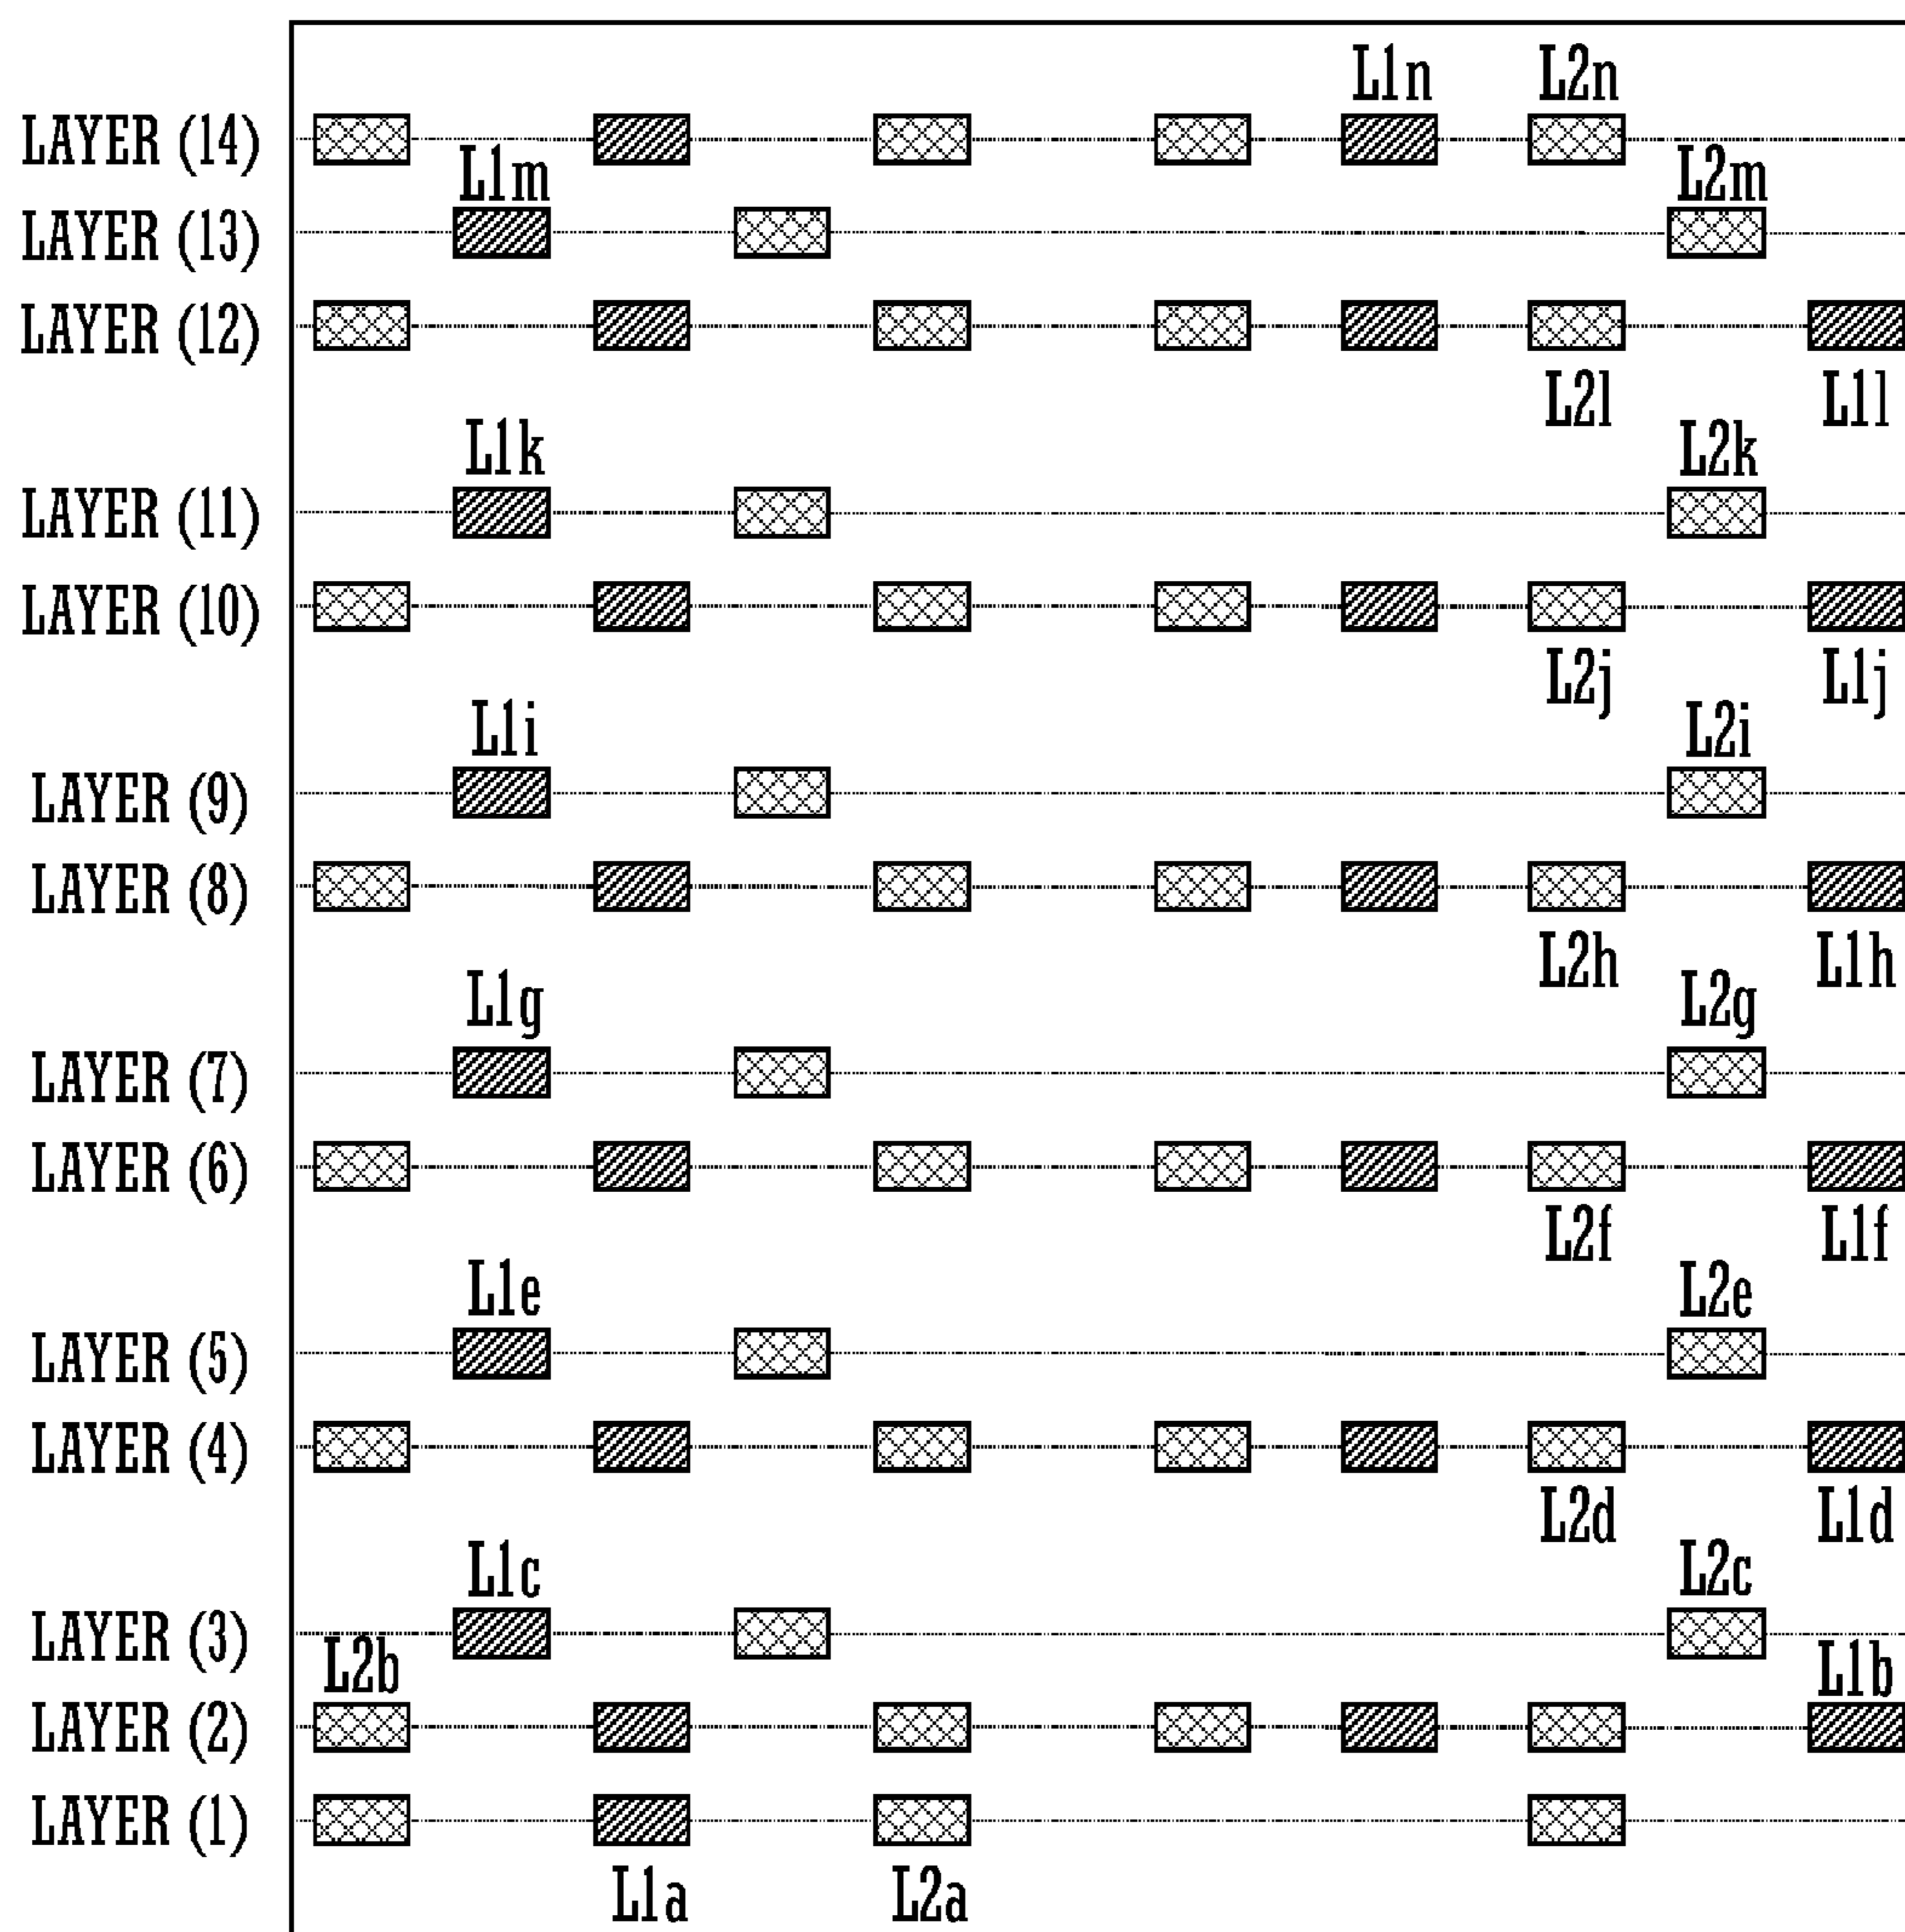 L1n L2n
LAYER (14)
L1m L2m
LAYER (13)
LAYER (12)
L2l L1l
L1k L2k
LAYER (11)
LAYER (10)
L2j L1j
L1i L2i
LAYER (9)
LAYER (8)
L2h L1h
L1g L2g
LAYER (7)
LAYER (6)
L2f L1f
L1e L2e
LAYER (5)
LAYER (4)
L2d L1d
L1c L2c
LAYER (3)
L2b L1b
LAYER (2)
LAYER (1)
L1a L2a